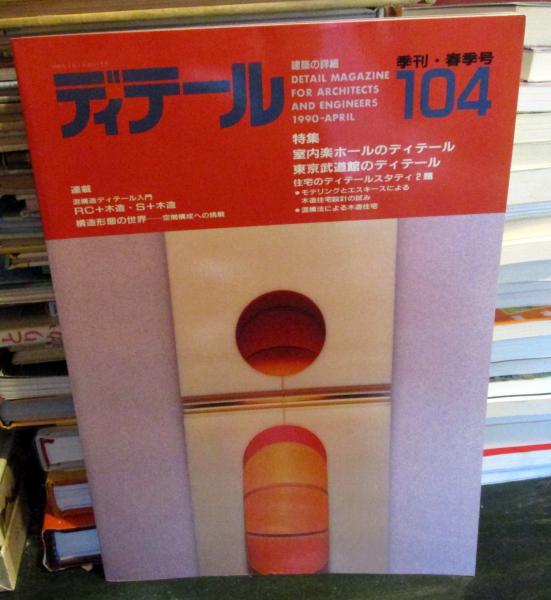 ディテール
建築の詳細
DETAIL MAGAZINE
FOR ARCHITECTS
AND ENGINEERS
1990-APRIL
季刊・春季号
104
特集
室内楽ホールのディテール
東京武道館のディテール
住宅のディテールスタディ2題
●モデリングとエスキースによる
木造住宅設計の試み
●混構法による木造住宅
連載
混構造ディテール入門
RC+木造・S+木造
構造形態の世界——空間構成への挑戦